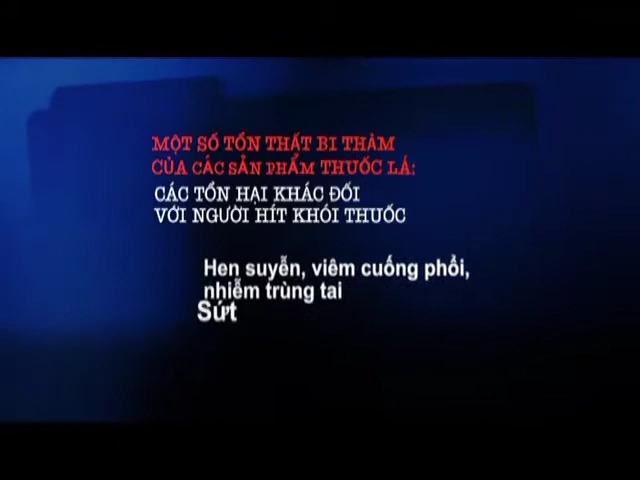 MỘT SỐ TỔN THẤT BI THẢM
CỦA CÁC SẢN PHẨM THUỐC LÁ:
CÁC TỔN HẠI KHÁC ĐỐI
VỚI NGƯỜI HÍT KHÓI THUỐC
Hen suyễn, viêm cuống phổi,
nhiễm trùng tai
Sứt